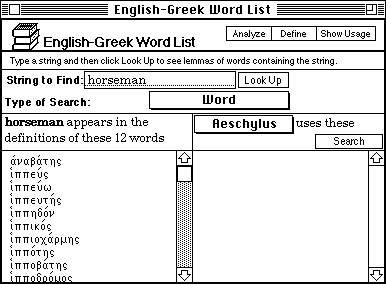 English-Greek Word List
English-Greek Word List
Analyze
Define
Show Usage
Type a string and then click Look Up to see lemmas of words containing the string.
String to Find: horseman
Look Up
Type of Search: Word
horseman appears in the
definitions of these 12 words
Aeschylus uses these
Search
ἀναβάτης
ἱππεύς
ἱππεύω
ἱππευτής
ἱππηδόν
ἱππικός
ἱππιοχάρμης
ἱππότης
ἱπποβάτης
ἱπποδρόμος